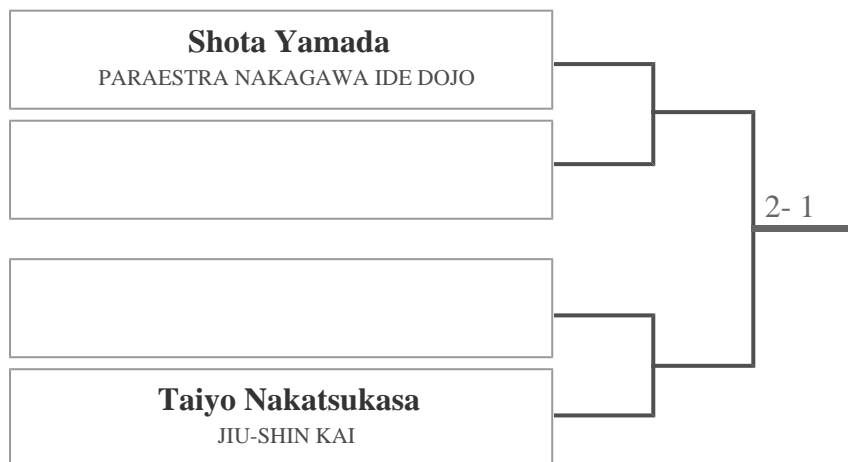 Shota Yamada
PARAESTRA NAKAGAWA IDE DOJO
2- 1
Taiyo Nakatsukasa
JIU-SHIN KAI